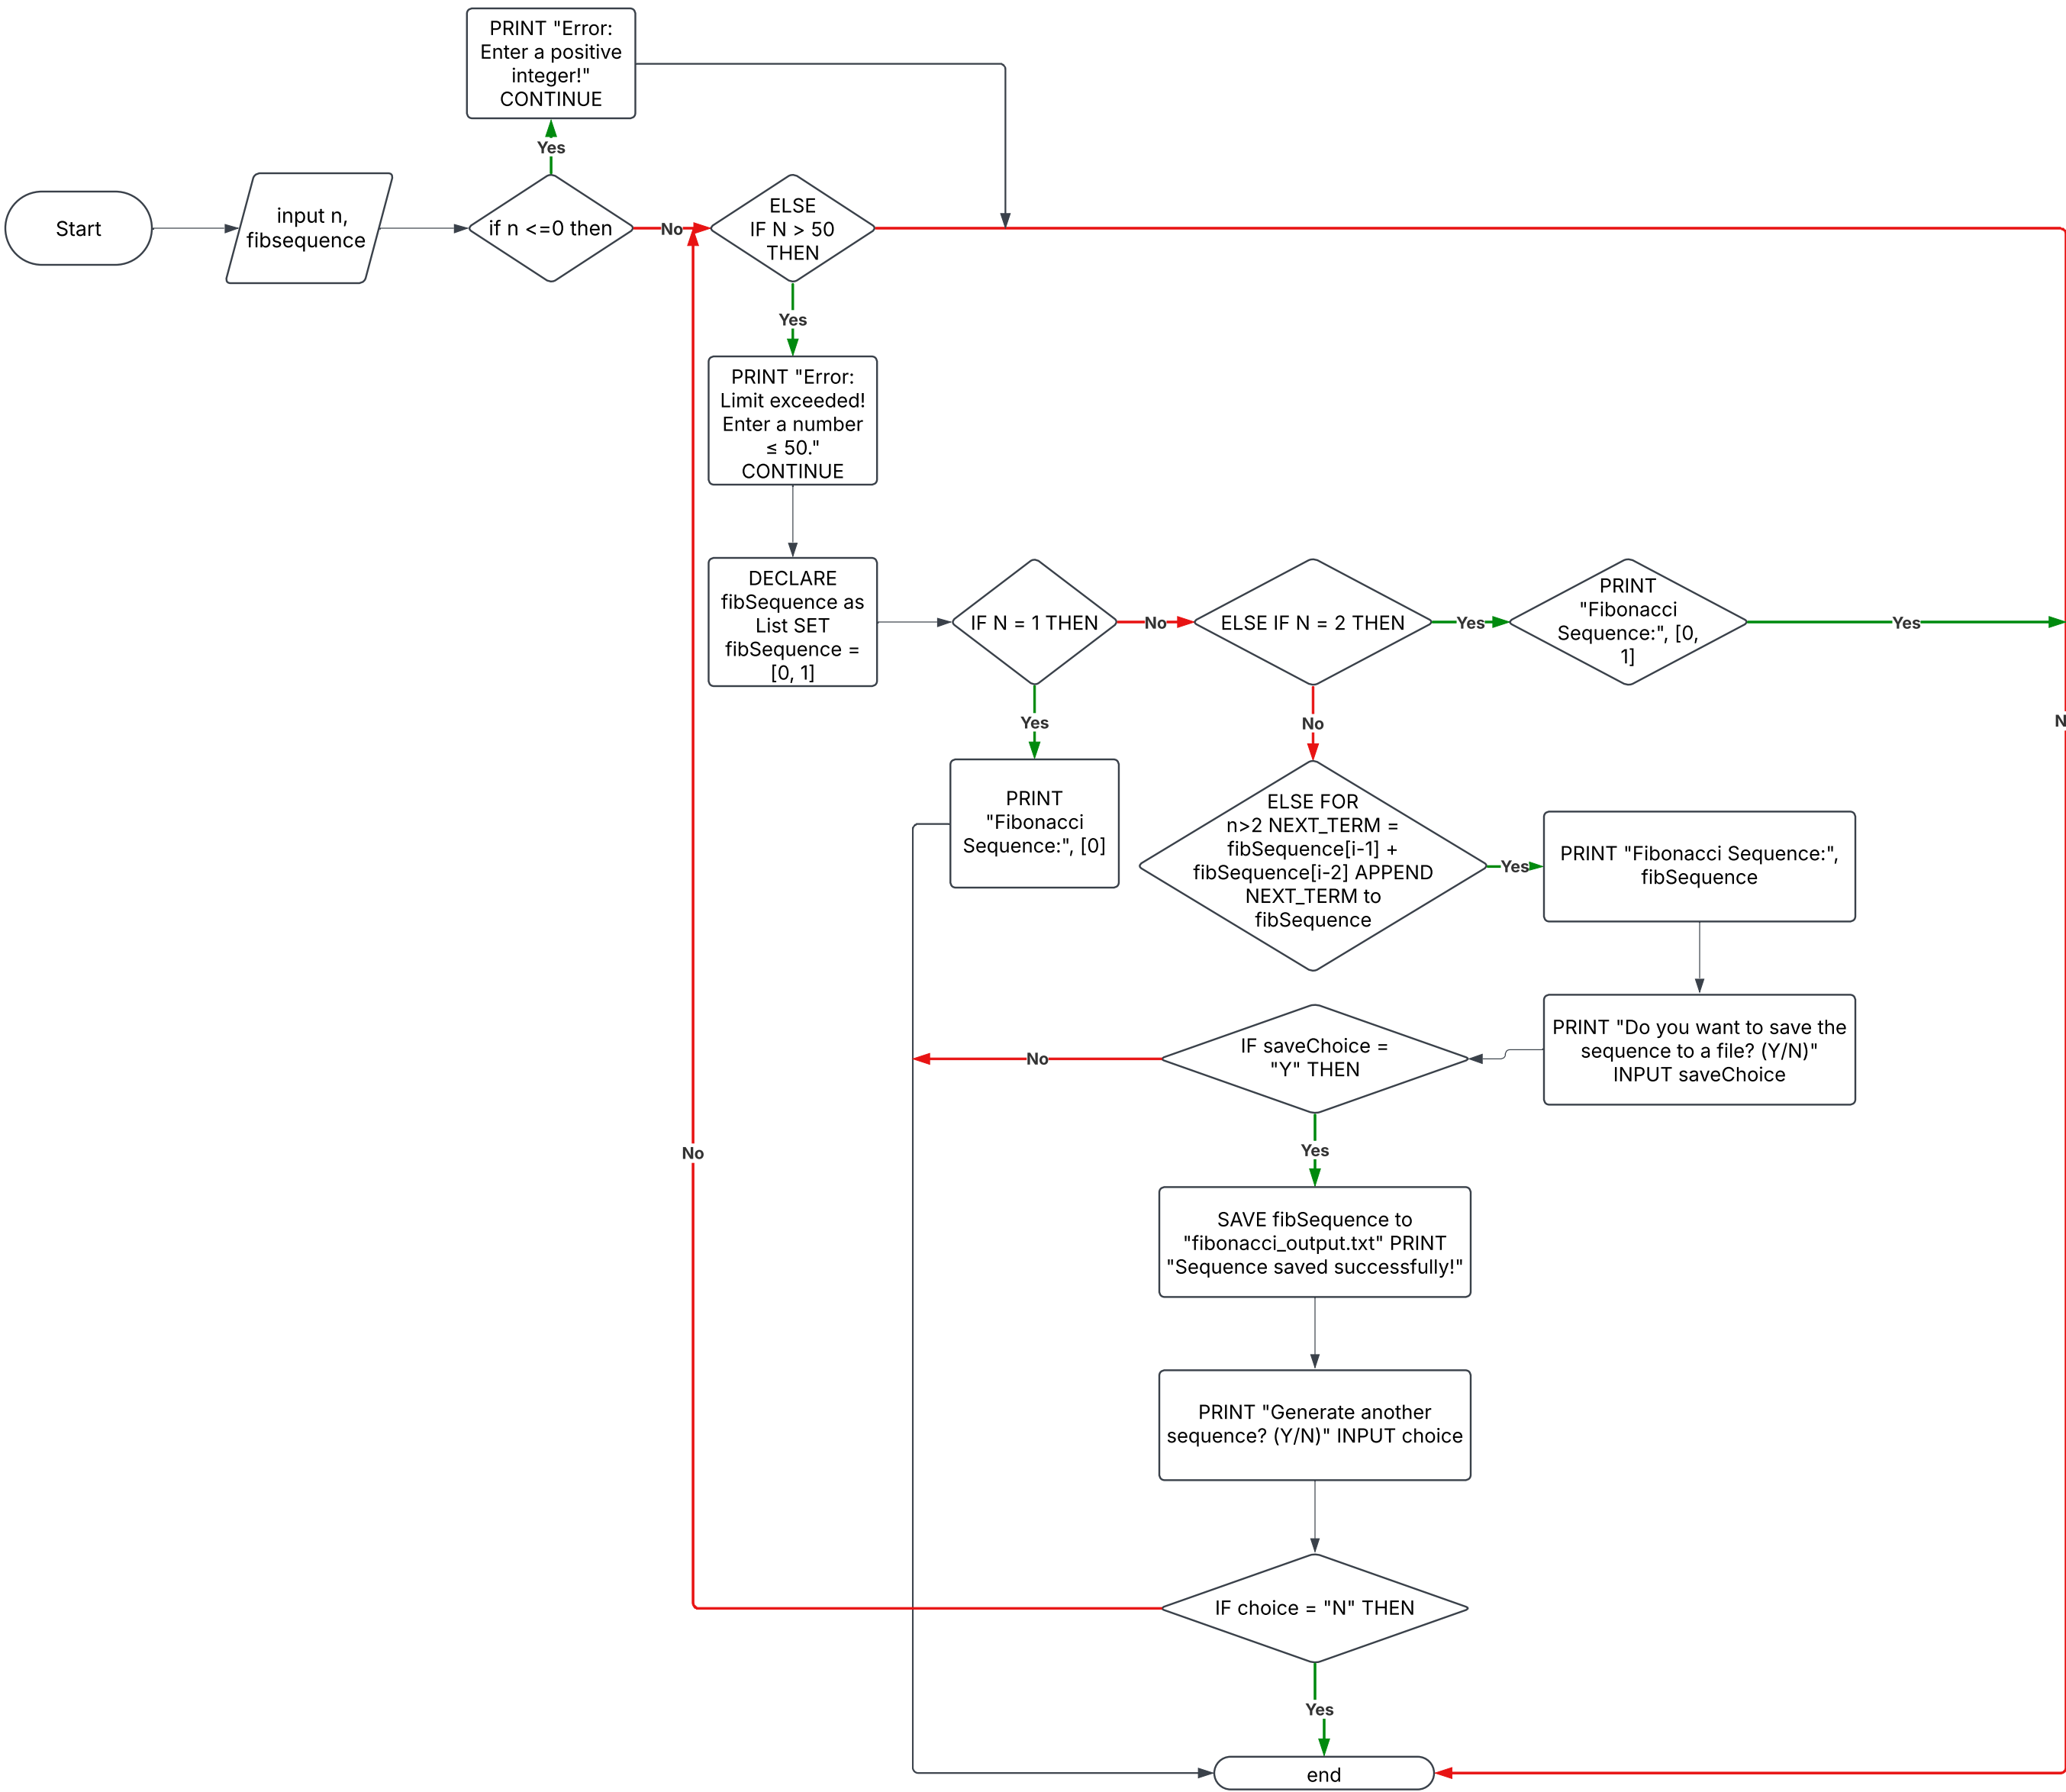 PRINT "Error:
Enter a positive
integer!"
CONTINUE
Yes
Start
input n,
fibsequence
if n <=0 then
No
ELSE
IF N > 50
THEN
Yes
PRINT "Error:
Limit exceeded!
Enter a number
≤ 50."
CONTINUE
DECLARE
fibSequence as
List SET
fibSequence =
[0, 1]
IF N = 1 THEN
No
ELSE IF N = 2 THEN
Yes
PRINT
"Fibonacci
Sequence:", [0,
1]
Yes
N
Yes
No
PRINT
"Fibonacci
Sequence:", [0]
ELSE FOR
n>2 NEXT_TERM =
fibSequence[i-1] +
fibSequence[i-2] APPEND
NEXT_TERM to
fibSequence
Yes
PRINT "Fibonacci Sequence:",
fibSequence
PRINT "Do you want to save the
sequence to a file? (Y/N)"
INPUT saveChoice
IF saveChoice =
"Y" THEN
No
Yes
SAVE fibSequence to
"fibonacci_output.txt" PRINT
"Sequence saved successfully!"
PRINT "Generate another
sequence? (Y/N)" INPUT choice
IF choice = "N" THEN
No
Yes
end